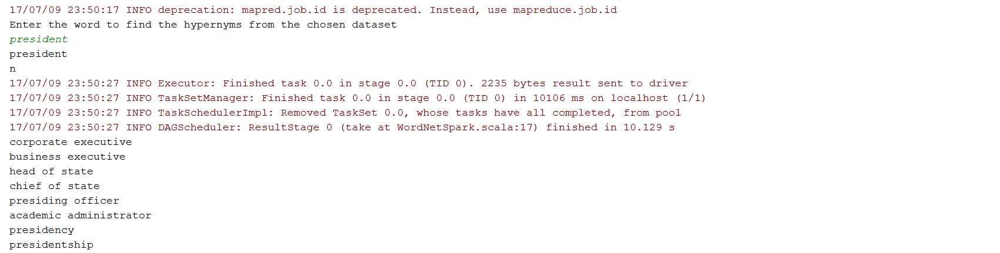 17/07/09 23:50:17 INFO deprecation: mapred.job.id is deprecated. Instead, use mapreduce.job.id
Enter the word to find the hypernyms from the chosen dataset
president
president
n
17/07/09 23:50:27 INFO Executor: Finished task 0.0 in stage 0.0 (TID 0). 2235 bytes result sent to driver
17/07/09 23:50:27 INFO TaskSetManager: Finished task 0.0 in stage 0.0 (TID 0) in 10106 ms on localhost (1/1)
17/07/09 23:50:27 INFO TaskSchedulerImpl: Removed TaskSet 0.0, whose tasks have all completed, from pool
17/07/09 23:50:27 INFO DAGScheduler: ResultStage 0 (take at WordNetSpark.scala:17) finished in 10.129 s
corporate executive
business executive
head of state
chief of state
presiding officer
academic administrator
presidency
presidentship